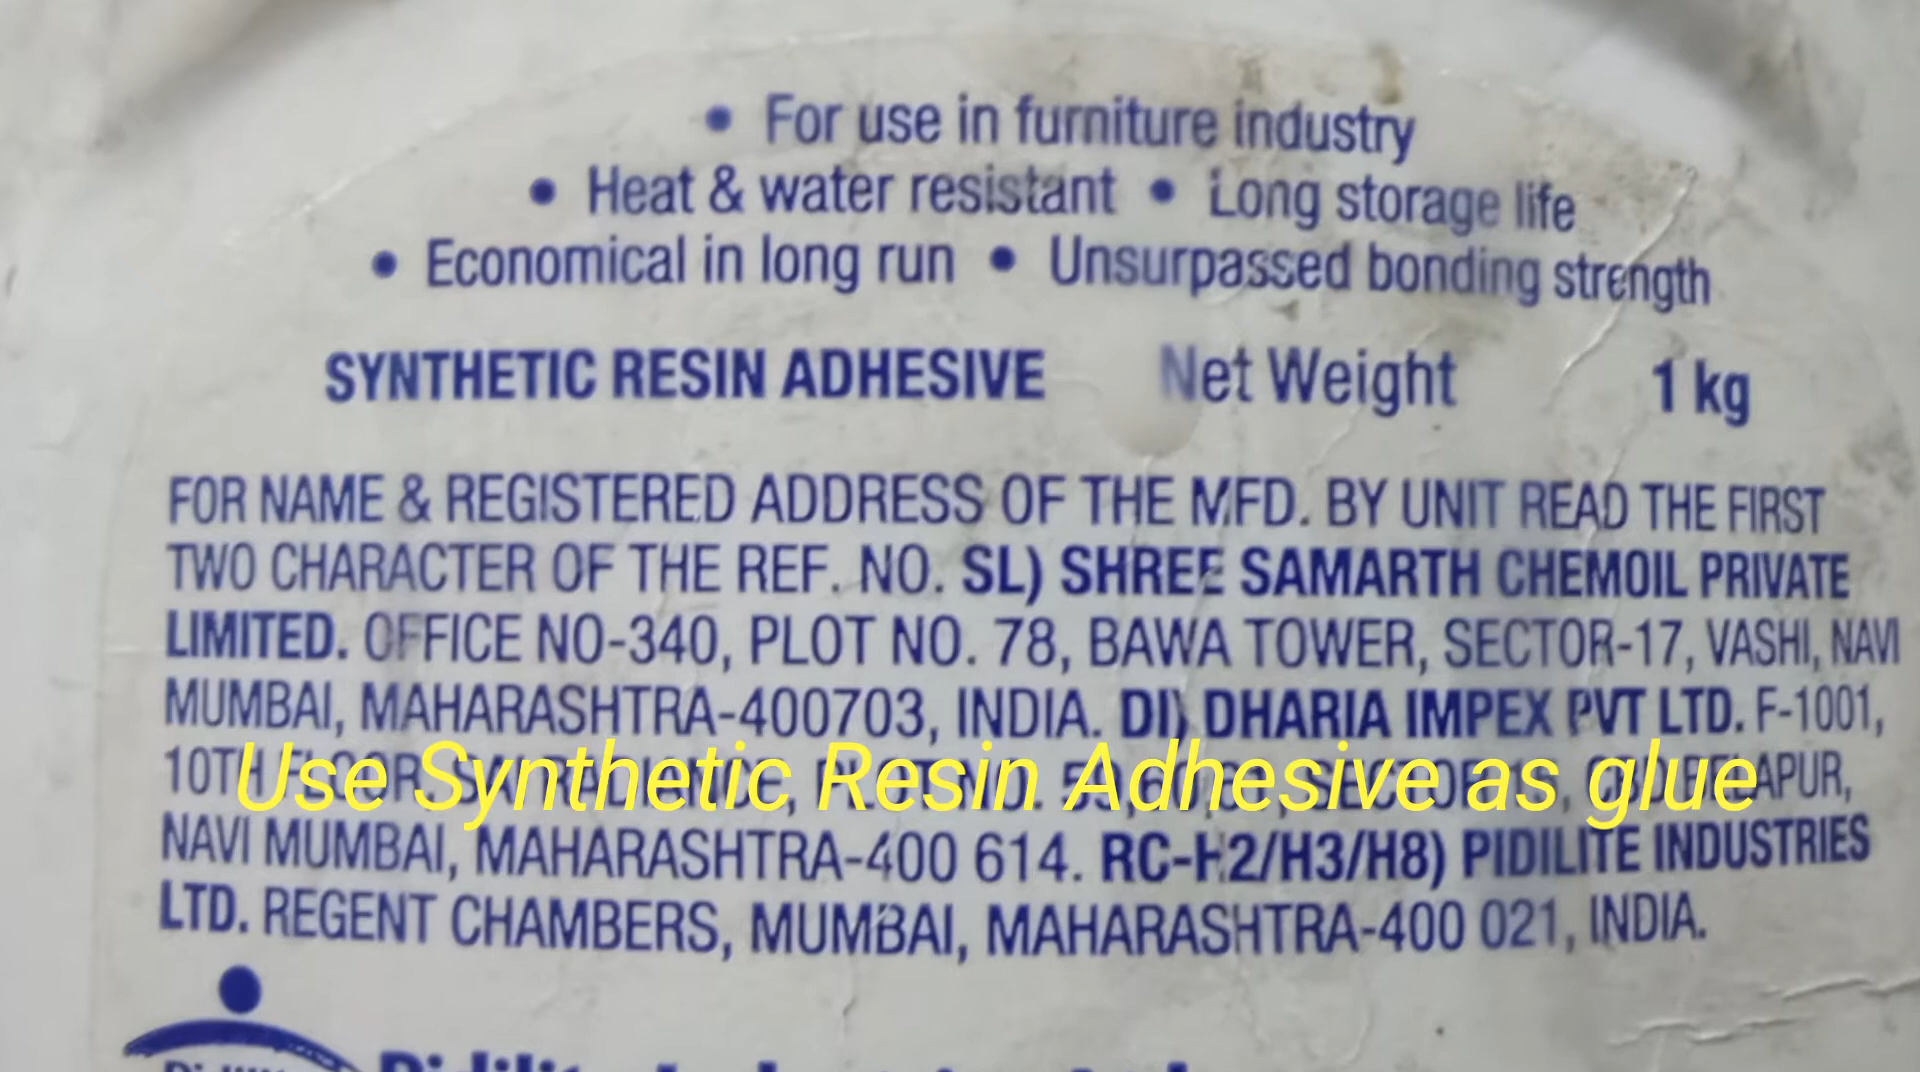 • For use in furniture industry
• Heat & water resistant • Long storage life
• Economical in long run • Unsurpassed bonding strength
SYNTHETIC RESIN ADHESIVE Net Weight 1 kg
FOR NAME & REGISTERED ADDRESS OF THE MFD. BY UNIT READ THE FIRST
TWO CHARACTER OF THE REF. NO. SL) SHREE SAMARTH CHEMOIL PRIVATE
LIMITED. OFFICE NO-340, PLOT NO. 78, BAWA TOWER, SECTOR-17, VASHI, NAVI
MUMBAI, MAHARASHTRA-400703, INDIA. DI) DHARIA IMPEX PVT LTD. F-1001,
10TH FLOOR,
Use Synthetic Resin Adhesive as glue
NAVI MUMBAI, MAHARASHTRA-400 614. RC-H2/H3/H8) PIDILITE INDUSTRIES
LTD. REGENT CHAMBERS, MUMBAI, MAHARASHTRA-400 021, INDIA.